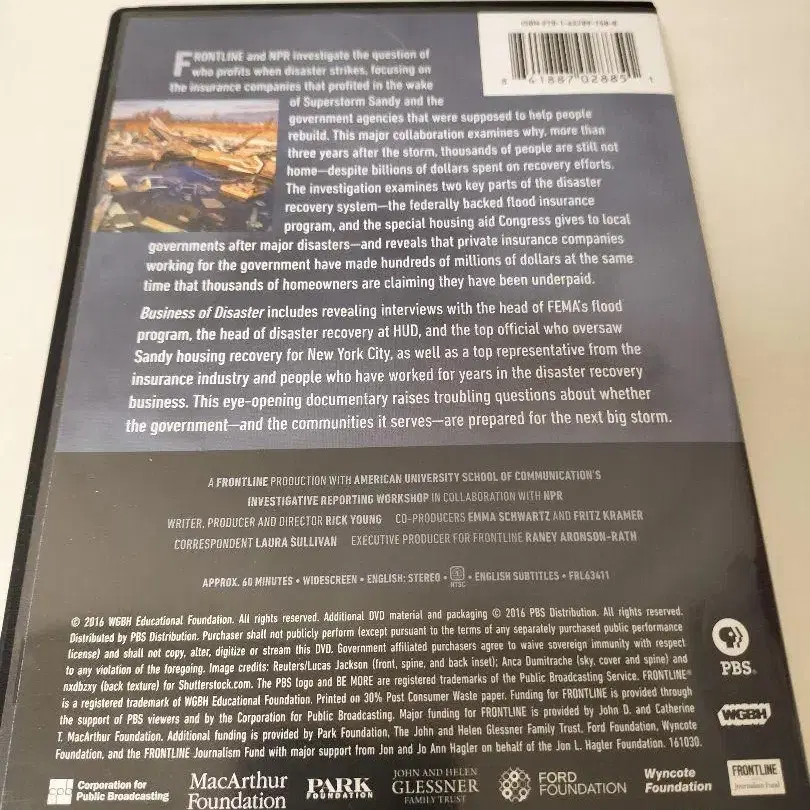 FRONTLINE and NPR investigate the question of
who profits when disaster strikes, focusing on
the insurance companies that profited in the wake
of Superstorm Sandy and the
government agencies that were supposed to help people
rebuild. This major collaboration examines why, more than
three years after the storm, thousands of people are still not
home—despite billions of dollars spent on recovery efforts.
The investigation examines two key parts of the disaster
recovery system—the federally backed flood insurance
program, and the special housing aid Congress gives to local
governments after major disasters—and reveals that private insurance companies
working for the government have made hundreds of millions of dollars at the same
time that thousands of homeowners are claiming they have been underpaid.
Business of Disaster includes revealing interviews with the head of FEMA's flood
program, the head of disaster recovery at HUD, and the top official who oversaw
Sandy housing recovery for New York City, as well as a top representative from the
insurance industry and people who have worked for years in the disaster recovery
business. This eye-opening documentary raises troubling questions about whether
the government—and the communities it serves—are prepared for the next big storm.
A FRONTLINE PRODUCTION WITH AMERICAN UNIVERSITY SCHOOL OF COMMUNICATION'S
INVESTIGATIVE REPORTING WORKSHOP IN COLLABORATION WITH NPR
WRITER, PRODUCER AND DIRECTOR RICK YOUNG CO-PRODUCERS EMMA SCHWARTZ AND FRITZ KRAMER
CORRESPONDENT LAURA SULLIVAN EXECUTIVE PRODUCER FOR FRONTLINE RANEY ARONSON-RATH
APPROX. 60 MINUTES • WIDESCREEN • ENGLISH: STEREO • NTSC • ENGLISH SUBTITLES • FRL63411
© 2016 WGBH Educational Foundation. All rights reserved. Additional DVD material and packaging © 2016 PBS Distribution. All rights reserved.
Distributed by PBS Distribution. Purchaser shall not publicly perform (except pursuant to the terms of any separately purchased public performance
license) and shall not copy, alter, digitize or stream this DVD. Government affiliated purchasers agree to waive sovereign immunity with respect
to any violation of the foregoing. Image credits: Reuters/Lucas Jackson (front, spine, and back inset); Anca Dumitrache (sky, cover and spine) and
nxdbzxy (back texture) for Shutterstock.com. The PBS logo and BE MORE are registered trademarks of the Public Broadcasting Service. FRONTLINE®
is a registered trademark of WGBH Educational Foundation. Printed on 30% Post Consumer Waste paper. Funding for FRONTLINE is provided through
the support of PBS viewers and by the Corporation for Public Broadcasting. Major funding for FRONTLINE is provided by John D. and Catherine
T. MacArthur Foundation. Additional funding is provided by Park Foundation, The John and Helen Glessner Family Trust, Ford Foundation, Wyncote
Foundation, and the FRONTLINE Journalism Fund with major support from Jon and Jo Ann Hagler on behalf of the Jon L. Hagler Foundation. 161030.
PBS.
WGBH
cpb Corporation for
Public Broadcasting
MacArthur
Foundation
PARK
FOUNDATION
JOHN AND HELEN
GLESSNER
FAMILY TRUST
FORD
FOUNDATION
Wyncote
Foundation
FRONTLINE
Journalism Fund
8 41887 02885 1